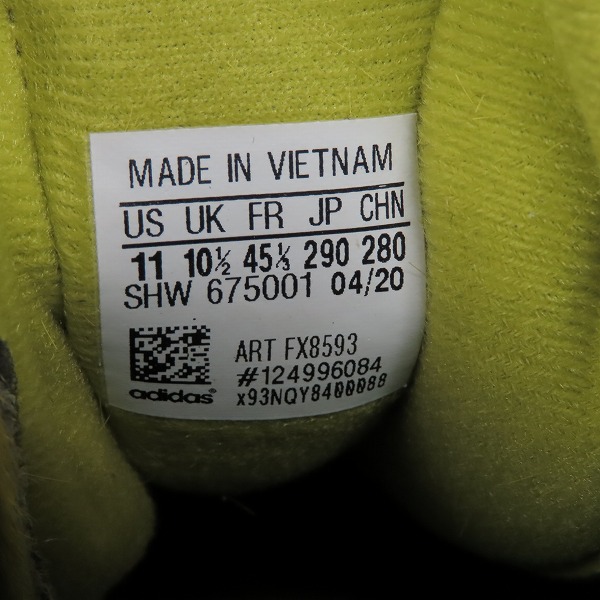 MADE IN VIETNAM
US UK FR JP CHN
11 10½ 45⅓ 290 280
SHW 675001 04/20
ART FX8593
#124996084
x93NQY8400088
adidas